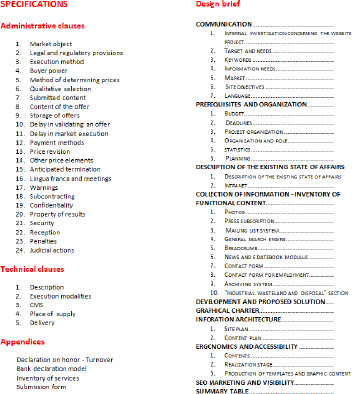 SPECIFICATIONS
Administrative clauses
1. Market object
2. Legal and regulatory provisions
3. Execution method
4. Buyer power
5. Method of determining prices
6. Qualitative selection
7. Submitted content
8. Content of the offer
9. Storage of offers
10. Delay in validating an offer
11. Delay in market execution
12. Payment methods
13. Price revision
14. Other price elements
15. Anticipated termination
16. Lingua franca and meetings
17. Warnings
18. Subcontracting
19. Confidentiality
20. Property of results
21. Security
22. Reception
23. Penalties
24. Judicial actions
Technical clauses
1. Description
2. Execution modalities
3. CMS
4. Place of supply
5. Delivery
Appendices
Declaration on honor - Turnover
Bank declaration model
Inventory of services
Submission form
Design brief
COMMUNICATION
1. INTERNAL INVESTIGATION CONCERNING THE WEBSITE
PROJECT
2. TARGET AND NEEDS
3. KEYWORDS
4. INFORMATION NEEDS
5. MARKET
5. SITE OBJECTIVES
7. LANGUAGE
PREREQUISITES AND ORGANIZATION
1. BUDGET
2. DEADLINES
3. PROJECT ORGANIZATION
4. ORGANIZATION AND ROLE
5. STATISTICS
5. PLANNING
DESCRIPTION OF THE EXISTING STATE OF AFFAIRS
1. DESCRIPTION OF THE EXISTING STATE OF AFFAIRS
2. INTRANET
COLLECTION OF INFORMATION - INVENTORY OF
FUNCTIONAL CONTENT
1. PHOTOS
2. PRESS SUBSCRIPTION
3. MAILING LIST SYSTEM
4. GENERAL SEARCH ENGINE
5. BREADCRUMB
6. NEWS AND DATEBOOK MODULUS
7. CONTACT FORM
8. CONTACT FORM FOR EMPLOYMENT
9. ARCHIVING SYSTEM
10. "INDUSTRIAL WASTELAND AND DISPOSAL" SECTION
DEVELOPMENT AND PROPOSED SOLUTION
GRAPHICAL CHARTER
INFORATION ARCHITECTURE
1. SITE PLAN
2. CONTENT PLAN
ERGONOMICS AND ACCESSIBILITY
1. CONTENTS
2. REALIZATION STAGE
5. PRODUCTION OF TEMPLATES AND GRAPHIC CONTENT
SEO MARKETING AND VISIBILITY
SUMMARY TABLE